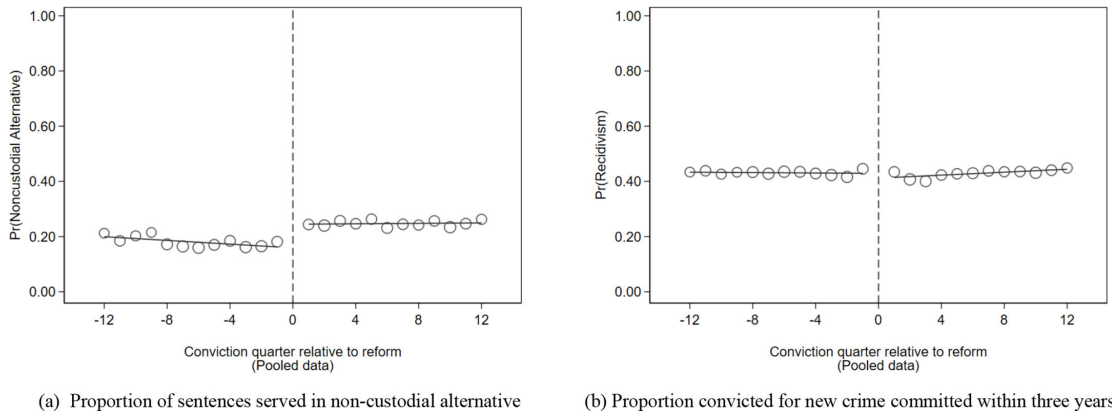 1.00
0.80
0.60
0.40
0.20
0.00
Pr(Noncustodial Alternative)
-12 -8 -4 0 4 8 12
Conviction quarter relative to reform
(Pooled data)
(a) Proportion of sentences served in non-custodial alternative
1.00
0.80
0.60
0.40
0.20
0.00
Pr(Recidivism)
-12 -8 -4 0 4 8 12
Conviction quarter relative to reform
(Pooled data)
(b) Proportion convicted for new crime committed within three years